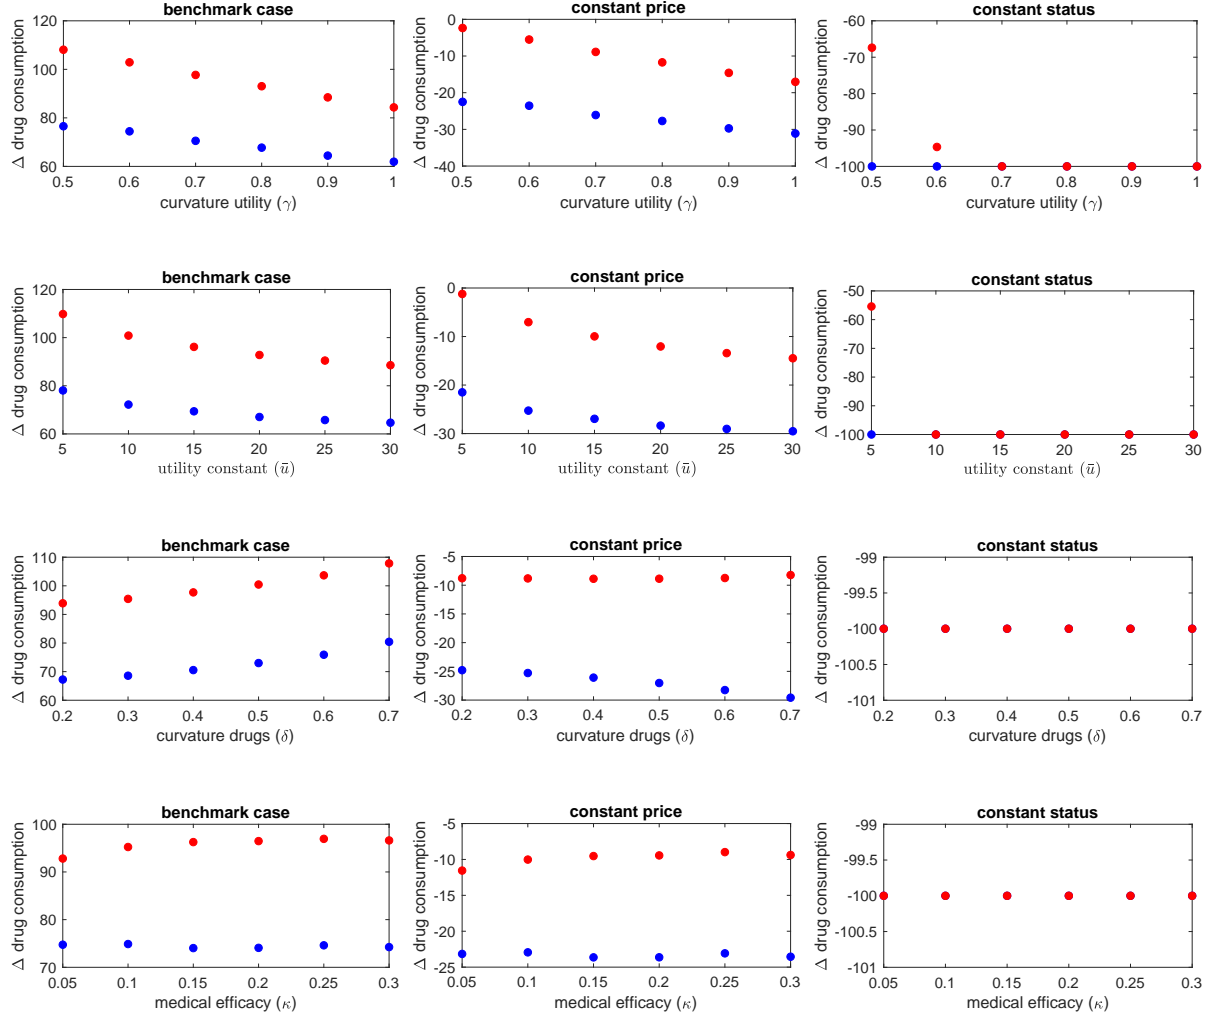 benchmark case
120
100
80
60
0.5 0.6 0.7 0.8 0.9 1
Δ drug consumption
curvature utility (γ)
constant price
0
-10
-20
-30
-40
0.5 0.6 0.7 0.8 0.9 1
Δ drug consumption
curvature utility (γ)
constant status
-60
-70
-80
-90
-100
0.5 0.6 0.7 0.8 0.9 1
Δ drug consumption
curvature utility (γ)
benchmark case
120
100
80
60
5 10 15 20 25 30
Δ drug consumption
utility constant (ū)
constant price
0
-10
-20
-30
5 10 15 20 25 30
Δ drug consumption
utility constant (ū)
constant status
-50
-60
-70
-80
-90
-100
5 10 15 20 25 30
Δ drug consumption
utility constant (ū)
benchmark case
110
100
90
80
70
60
0.2 0.3 0.4 0.5 0.6 0.7
Δ drug consumption
curvature drugs (δ)
constant price
-5
-10
-15
-20
-25
-30
0.2 0.3 0.4 0.5 0.6 0.7
Δ drug consumption
curvature drugs (δ)
constant status
-99
-99.5
-100
-100.5
-101
0.2 0.3 0.4 0.5 0.6 0.7
Δ drug consumption
curvature drugs (δ)
benchmark case
100
90
80
70
0.05 0.1 0.15 0.2 0.25 0.3
Δ drug consumption
medical efficacy (κ)
constant price
-5
-10
-15
-20
-25
0.05 0.1 0.15 0.2 0.25 0.3
Δ drug consumption
medical efficacy (κ)
constant status
-99
-99.5
-100
-100.5
-101
0.05 0.1 0.15 0.2 0.25 0.3
Δ drug consumption
medical efficacy (κ)